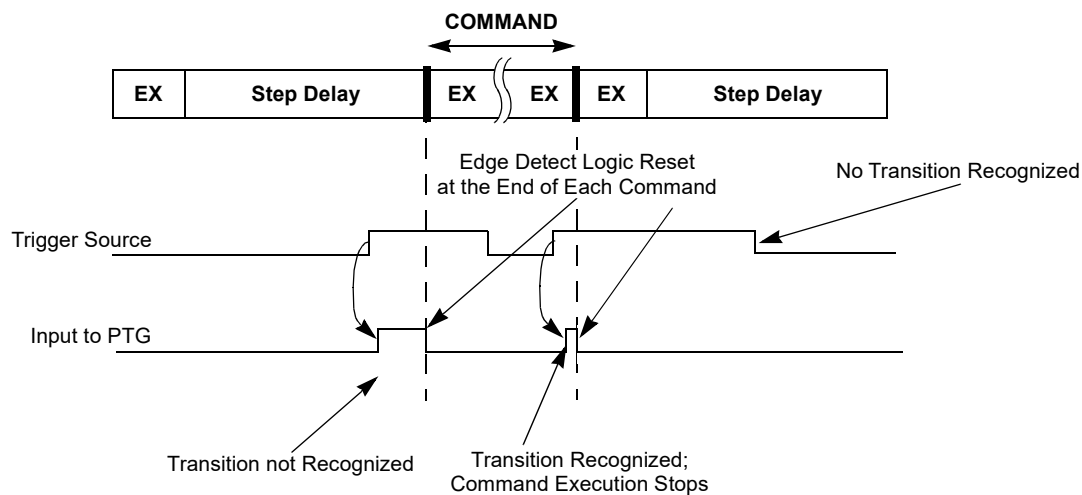 COMMAND
EX
Step Delay
EX
EX
EX
Step Delay
Edge Detect Logic Reset
at the End of Each Command
No Transition Recognized
Trigger Source
Input to PTG
Transition not Recognized
Transition Recognized;
Command Execution Stops